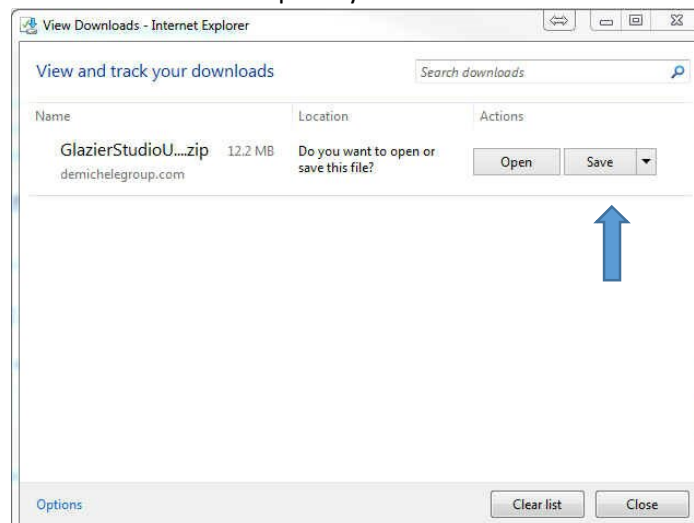 View Downloads - Internet Explorer
View and track your downloads
Search downloads
Name Location Actions
GlazierStudioU....zip 12.2 MB Do you want to open or save this file? Open Save
demichelegroup.com
Options Clear list Close